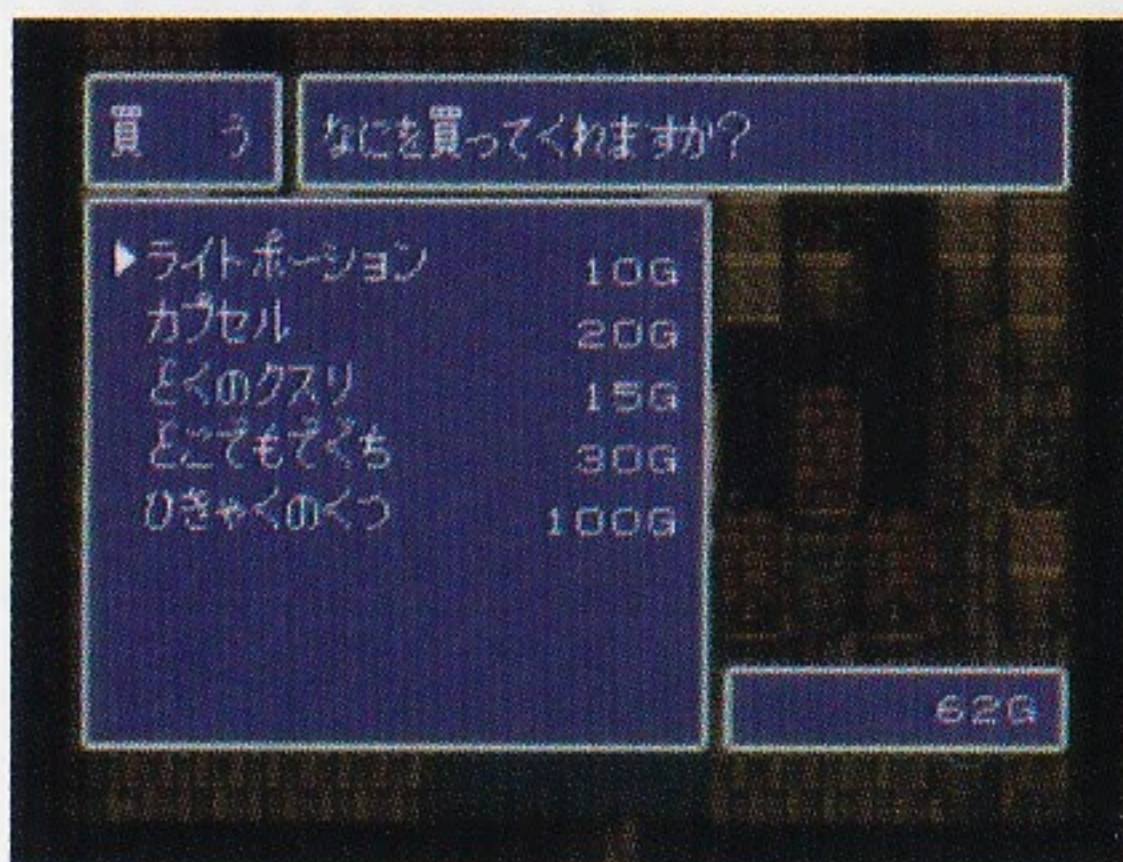 買 う
なにを買ってくれますか?
▶ライトポーション 10G
カプセル 20G
どくのクスリ 15G
どこでもでぐち 30G
ひきゃくのくつ 100G
62G